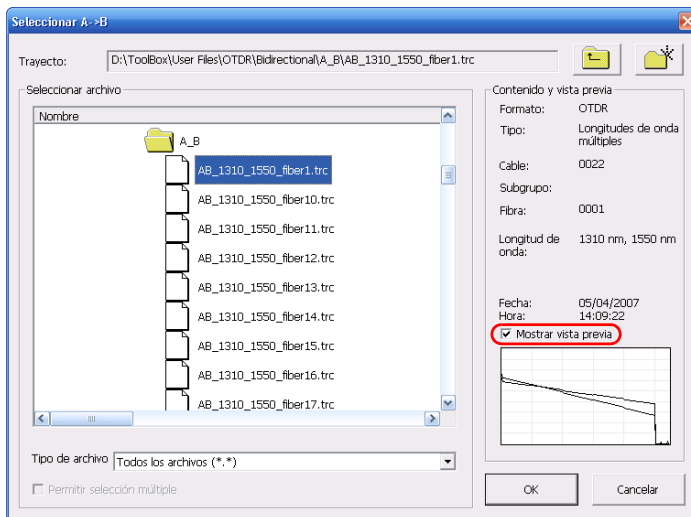 Seleccionar A->B
Trayecto: D:\ToolBox\User Files\OTDR\Bidirectional\A_B\AB_1310_1550_fiber1.trc
Seleccionar archivo
Nombre
A_B
AB_1310_1550_fiber1.trc
AB_1310_1550_fiber10.trc
AB_1310_1550_fiber11.trc
AB_1310_1550_fiber12.trc
AB_1310_1550_fiber13.trc
AB_1310_1550_fiber14.trc
AB_1310_1550_fiber15.trc
AB_1310_1550_fiber16.trc
AB_1310_1550_fiber17.trc
Tipo de archivo Todos los archivos (*.*)
Permitir selección múltiple
Contenido y vista previa
Formato: OTDR
Tipo: Longitudes de onda
múltiples
Cable: 0022
Subgrupo:
Fibra: 0001
Longitud de 1310 nm, 1550 nm
onda:
Fecha: 05/04/2007
Hora: 14:09:22
Mostrar vista previa
OK Cancelar